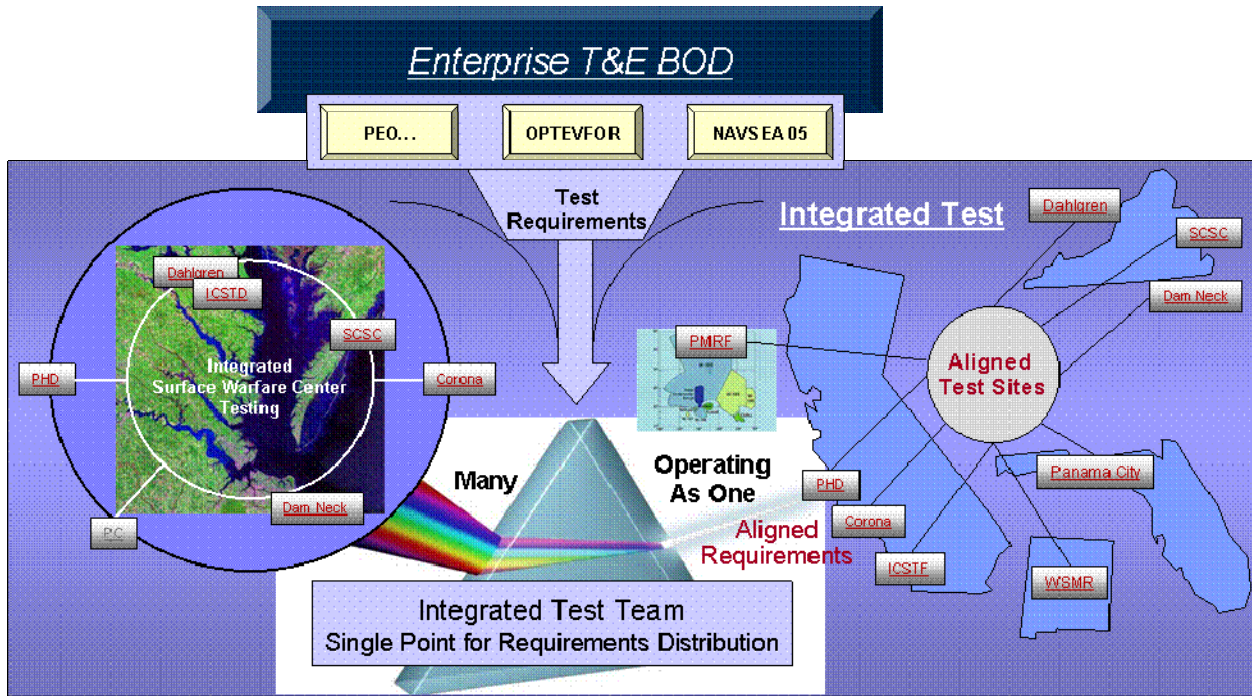 Enterprise T&E BOD
PEO...
OPTEVFOR
NAVSEA 05
Test
Requirements
Integrated Test
Dahlgren
SCSC
Dam Neck
Dahlgren
ICSTD
SCSC
PHD
Integrated
Surface Warfare Center
Testing
Corona
Dam Neck
PC
PMRF
Aligned
Test Sites
Many
Operating
As One
Aligned
Requirements
PHD
Corona
ICSTF
Panama City
WSMR
Integrated Test Team
Single Point for Requirements Distribution